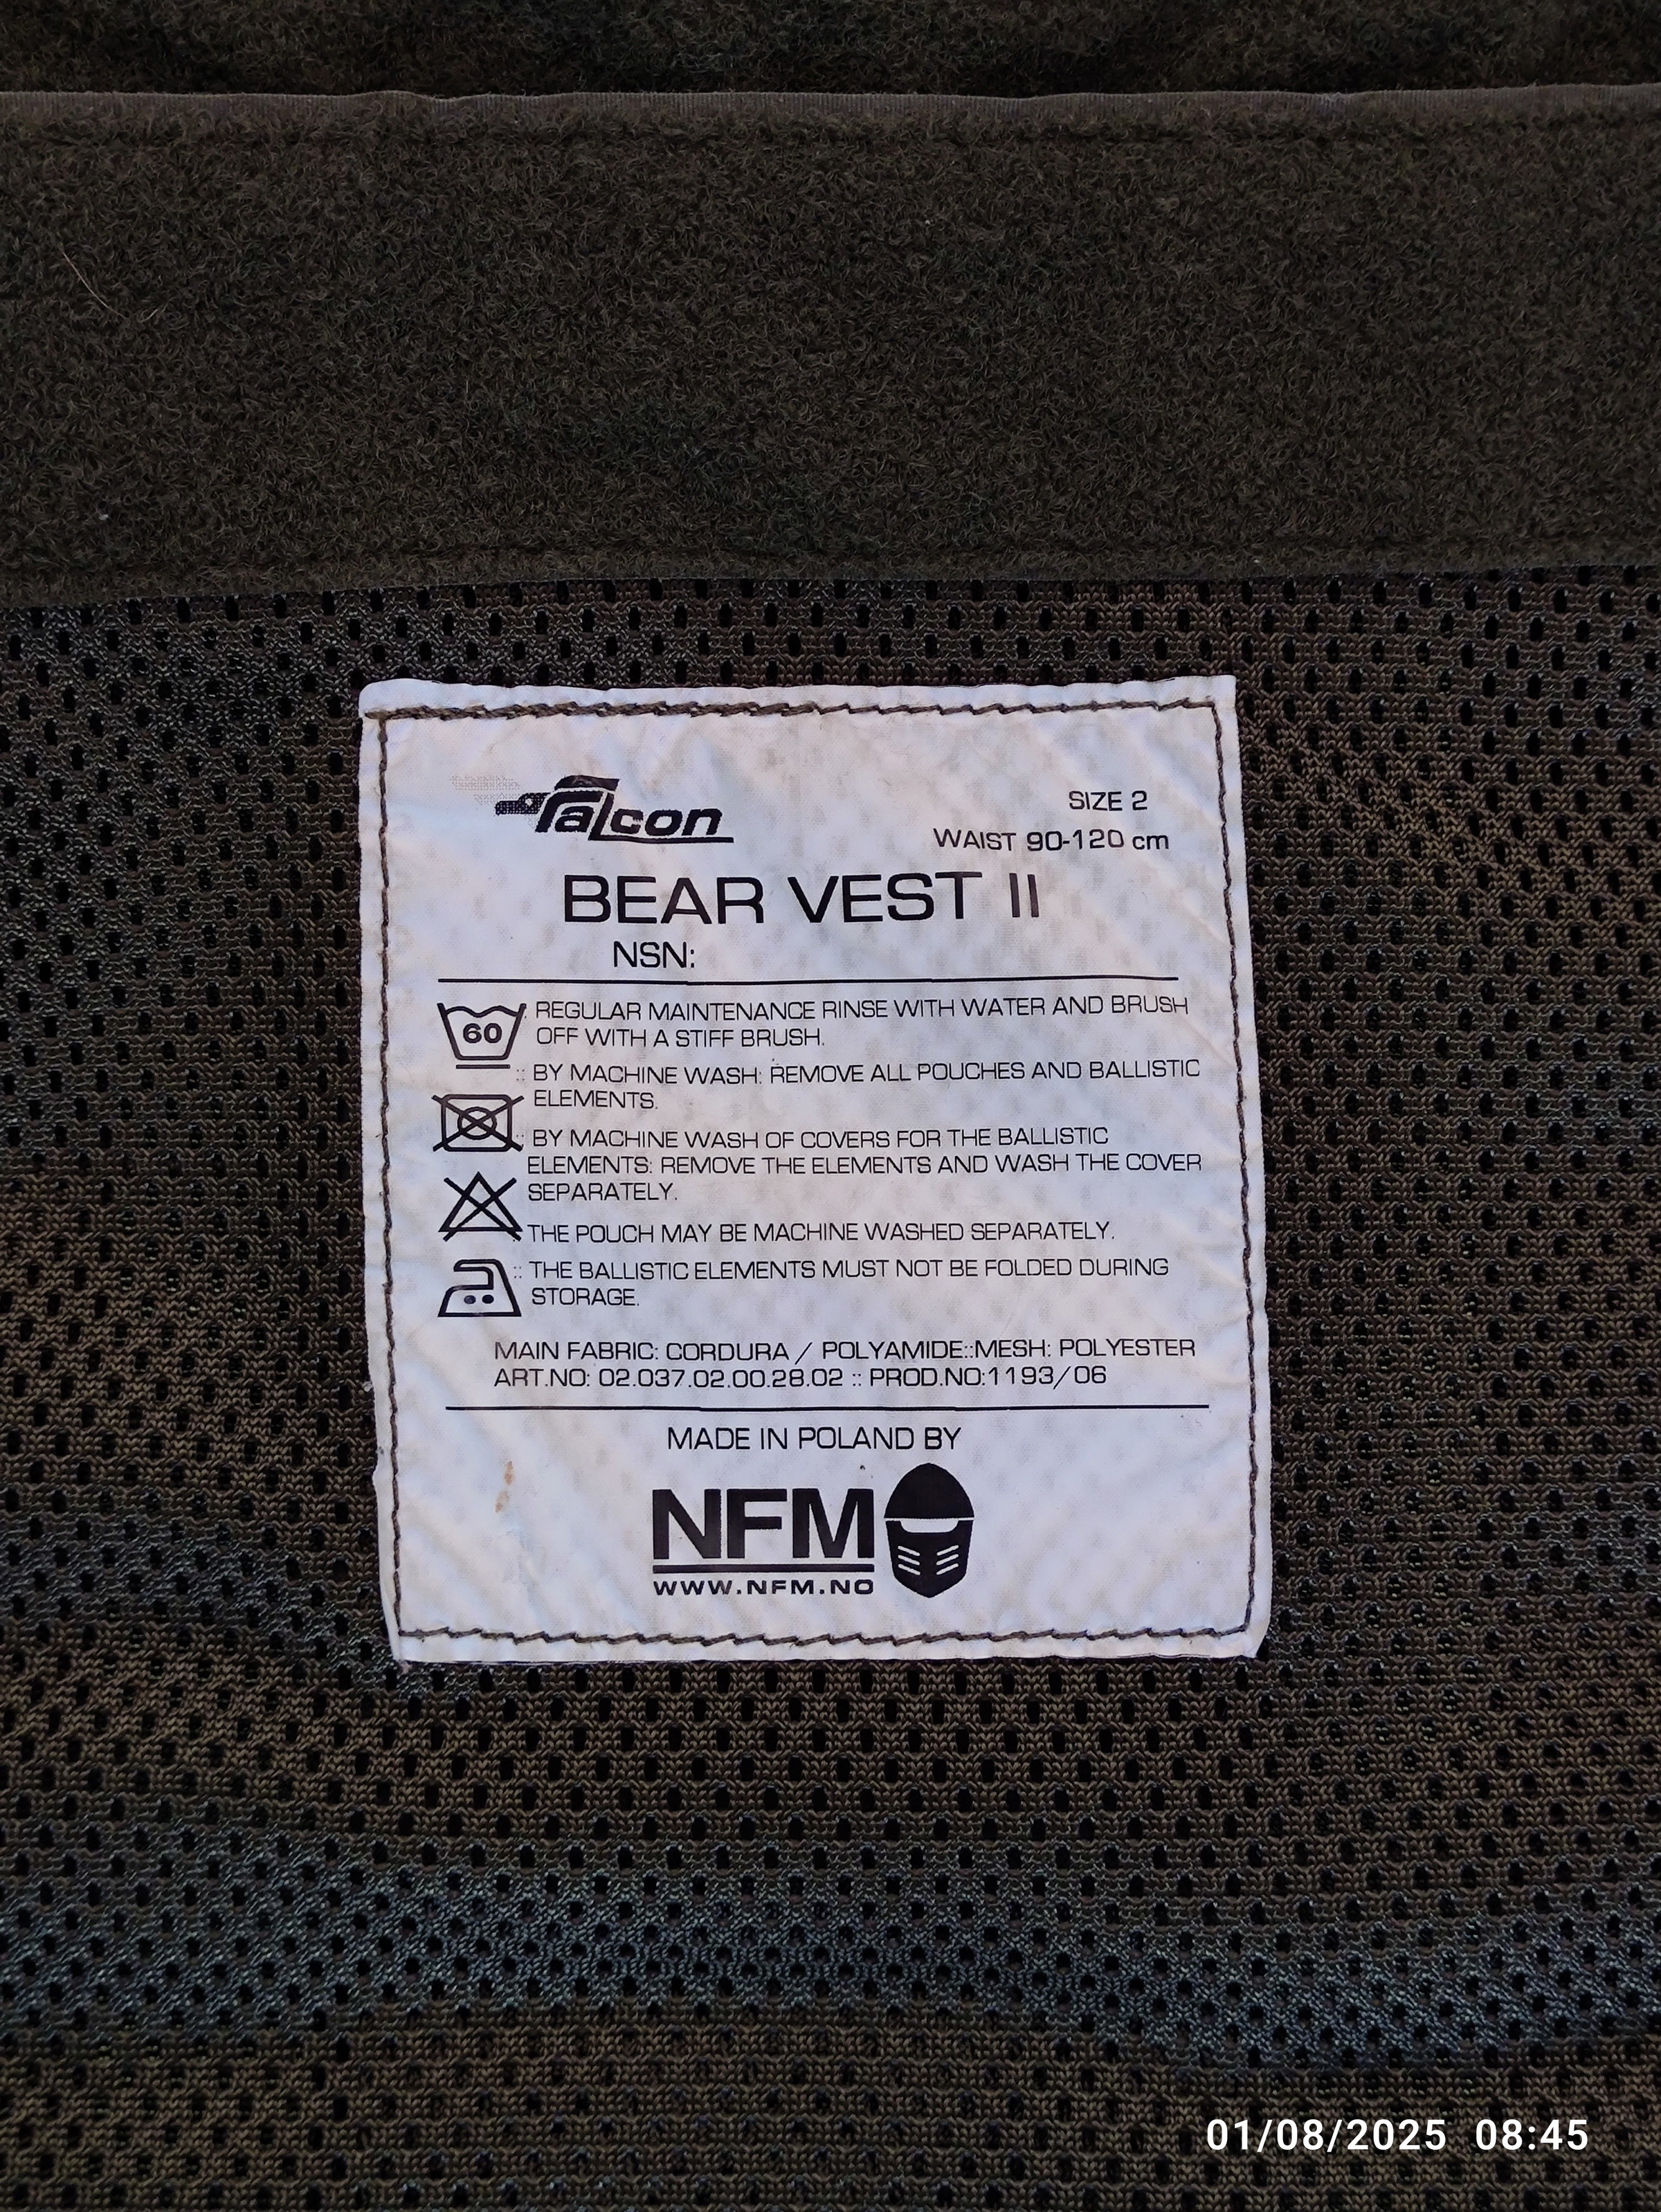 Falcon
SIZE 2
WAIST 90-120 cm
BEAR VEST II
NSN:
60
REGULAR MAINTENANCE RINSE WITH WATER AND BRUSH
OFF WITH A STIFF BRUSH.
:: BY MACHINE WASH: REMOVE ALL POUCHES AND BALLISTIC
ELEMENTS.
:: BY MACHINE WASH OF COVERS FOR THE BALLISTIC
ELEMENTS: REMOVE THE ELEMENTS AND WASH THE COVER
SEPARATELY.
:: THE POUCH MAY BE MACHINE WASHED SEPARATELY.
:: THE BALLISTIC ELEMENTS MUST NOT BE FOLDED DURING
STORAGE.
MAIN FABRIC: CORDURA / POLYAMIDE::MESH: POLYESTER
ART.NO: 02.037.02.00.28.02 :: PROD.NO:1193/06
MADE IN POLAND BY
NFM
WWW.NFM.NO
01/08/2025 08:45